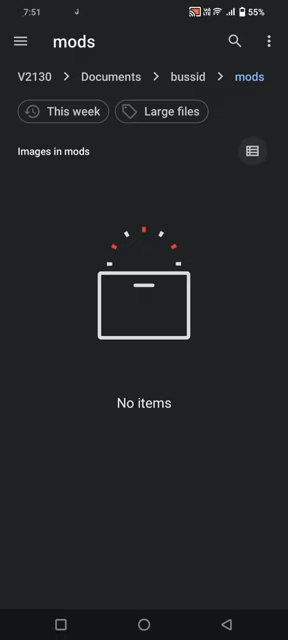 7:51
55%
mods
V2130 > Documents > bussid > mods
This week
Large files
Images in mods
No items